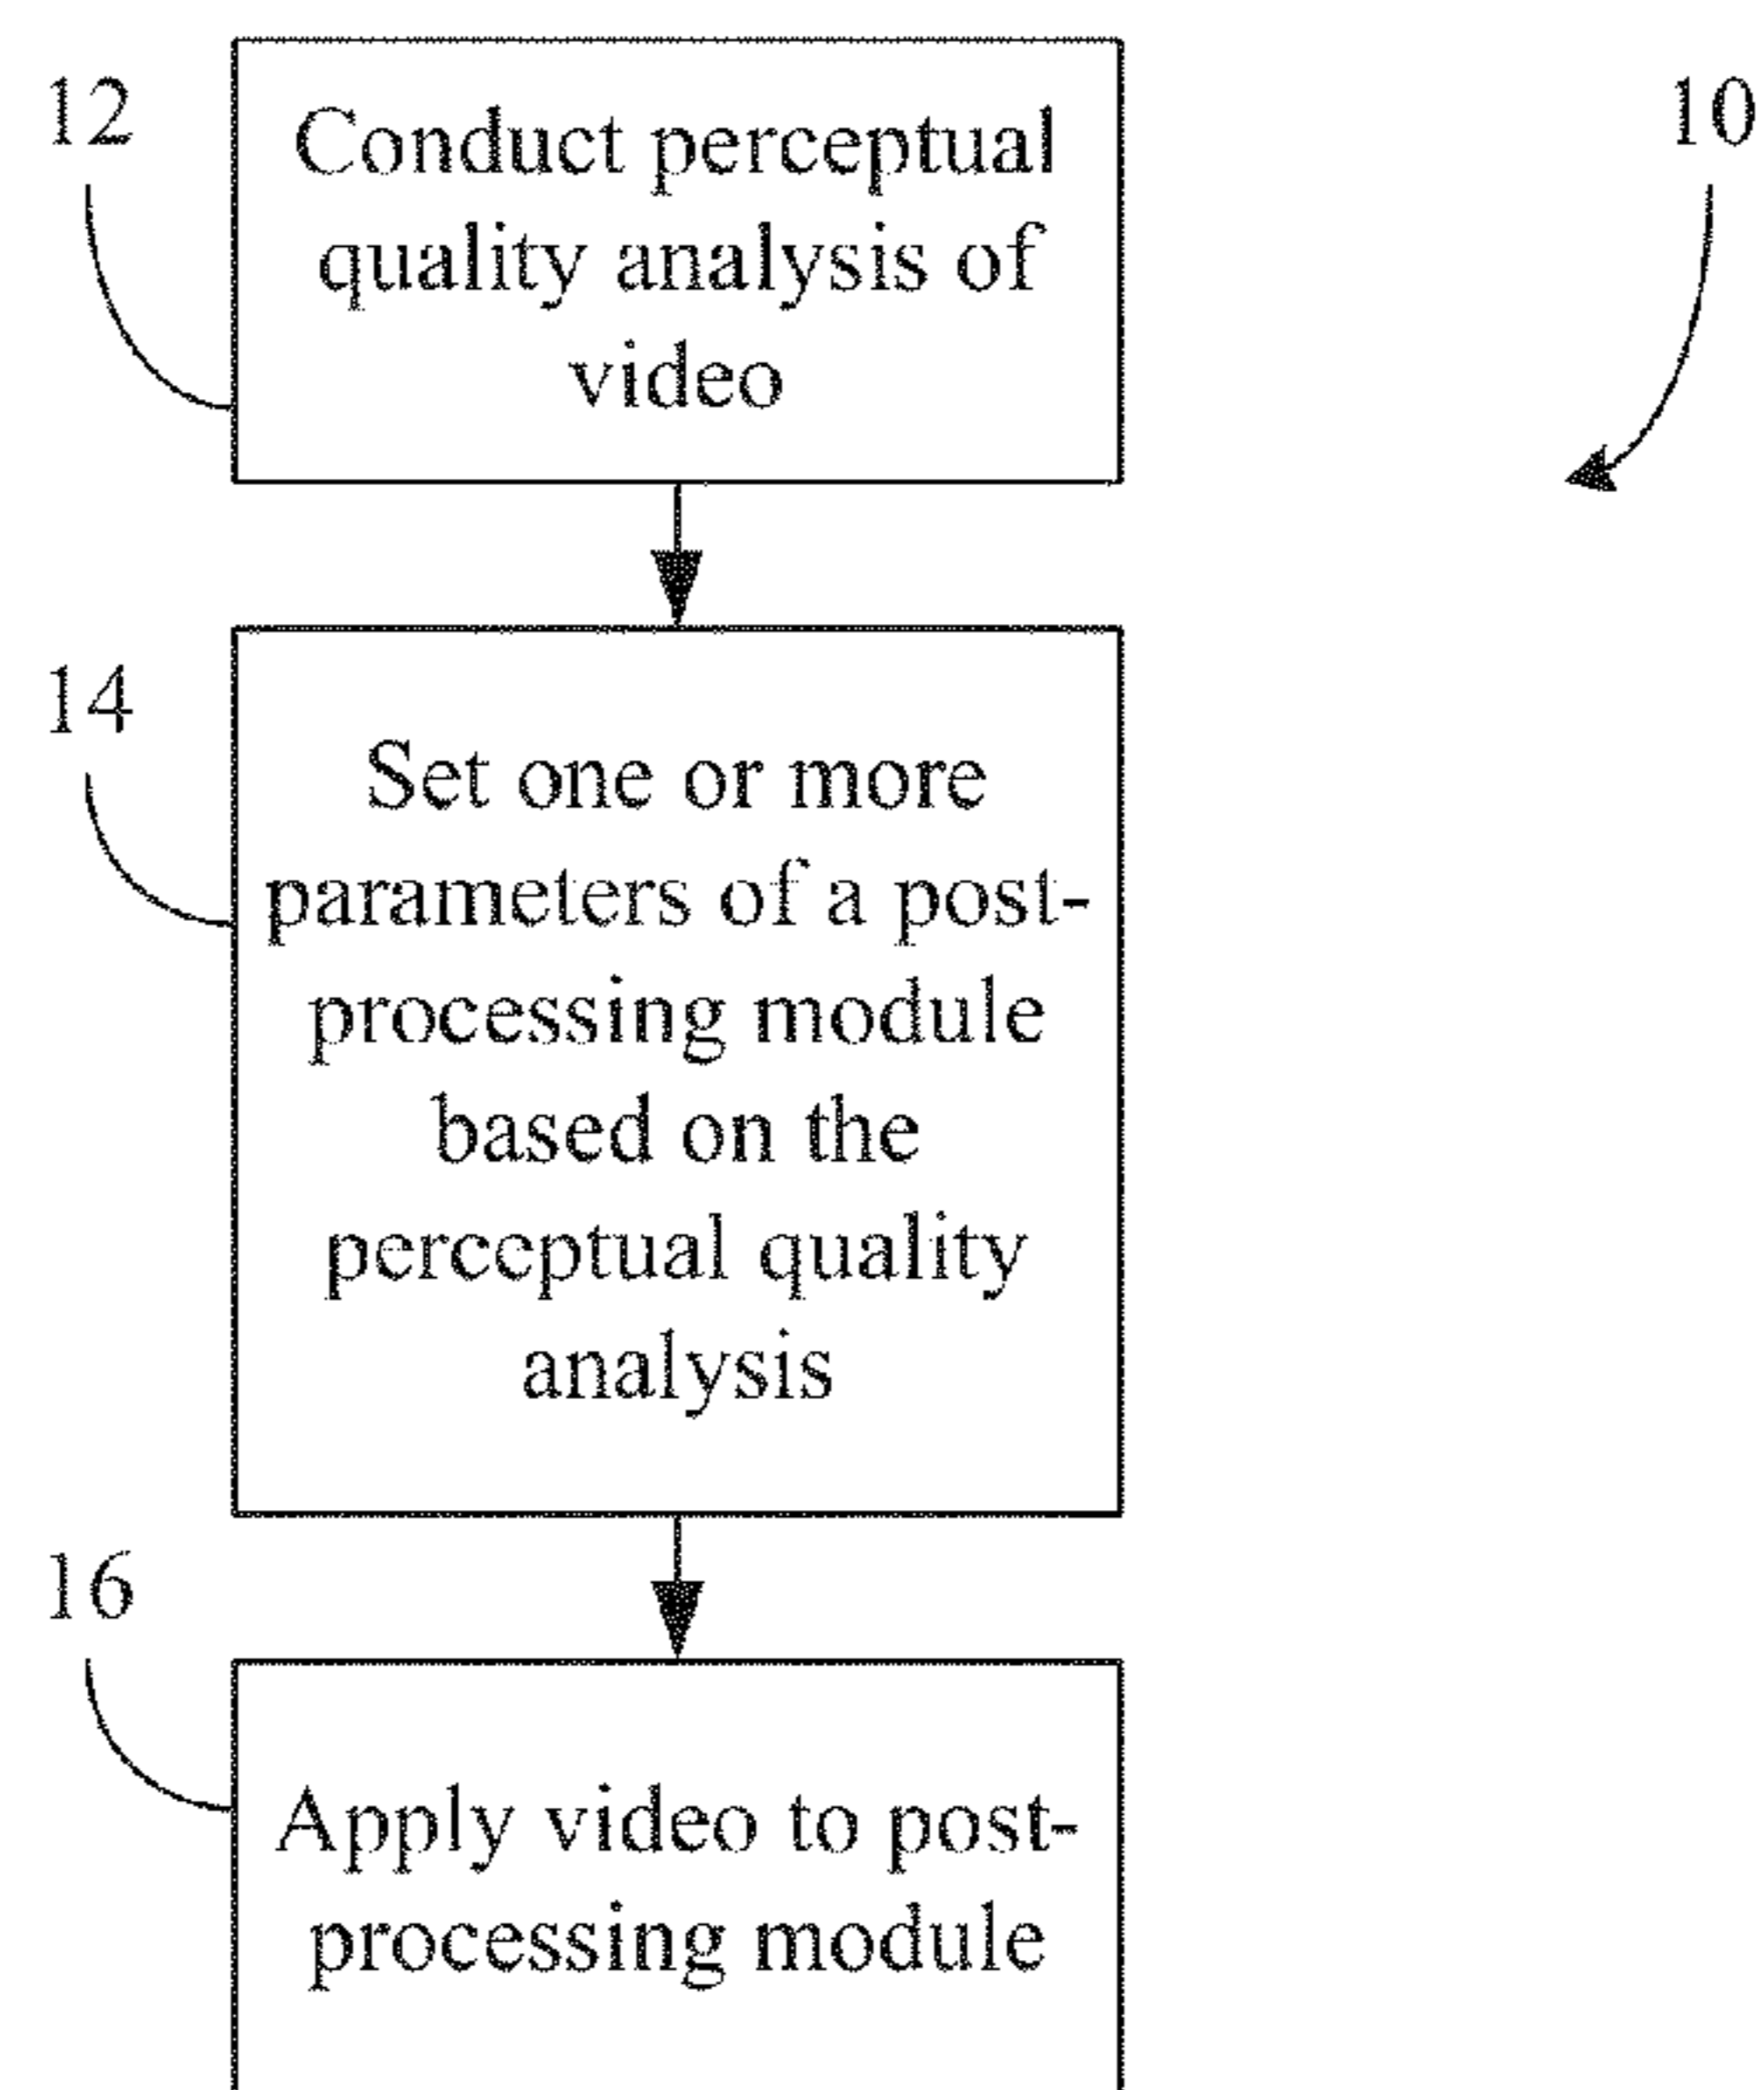 12
10
Conduct perceptual
quality analysis of
video
14
Set one or more
parameters of a post-
processing module
based on the
perceptual quality
analysis
16
Apply video to post-
processing module